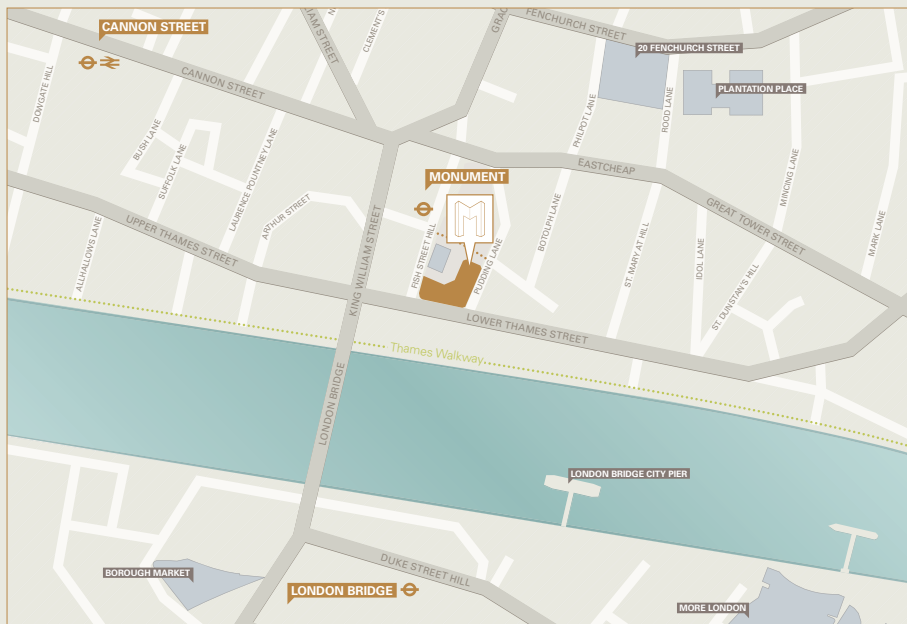 CANNON STREET
FENCHURCH STREET
20 FENCHURCH STREET
CLEMENT'S
CANNON STREET
PLANTATION PLACE
DOWGATE HILL
ROOD LANE
PHILPOT LANE
BUSH LANE
SUFFOLK LANE
LAURENCE POUNTNEY LANE
EASTCHEAP
MINCING LANE
MONUMENT
ARTHUR STREET
UPPER THAMES STREET
ALLHALLOWS LANE
KING WILLIAM STREET
FISH STREET HILL
PUDDING LANE
BOTOLPH LANE
ST. MARY AT HILL
IDOL LANE
GREAT TOWER STREET
MARK LANE
ST. DUNSTAN'S HILL
LOWER THAMES STREET
Thames Walkway
LONDON BRIDGE
LONDON BRIDGE CITY PIER
BOROUGH MARKET
DUKE STREET HILL
LONDON BRIDGE
MORE LONDON